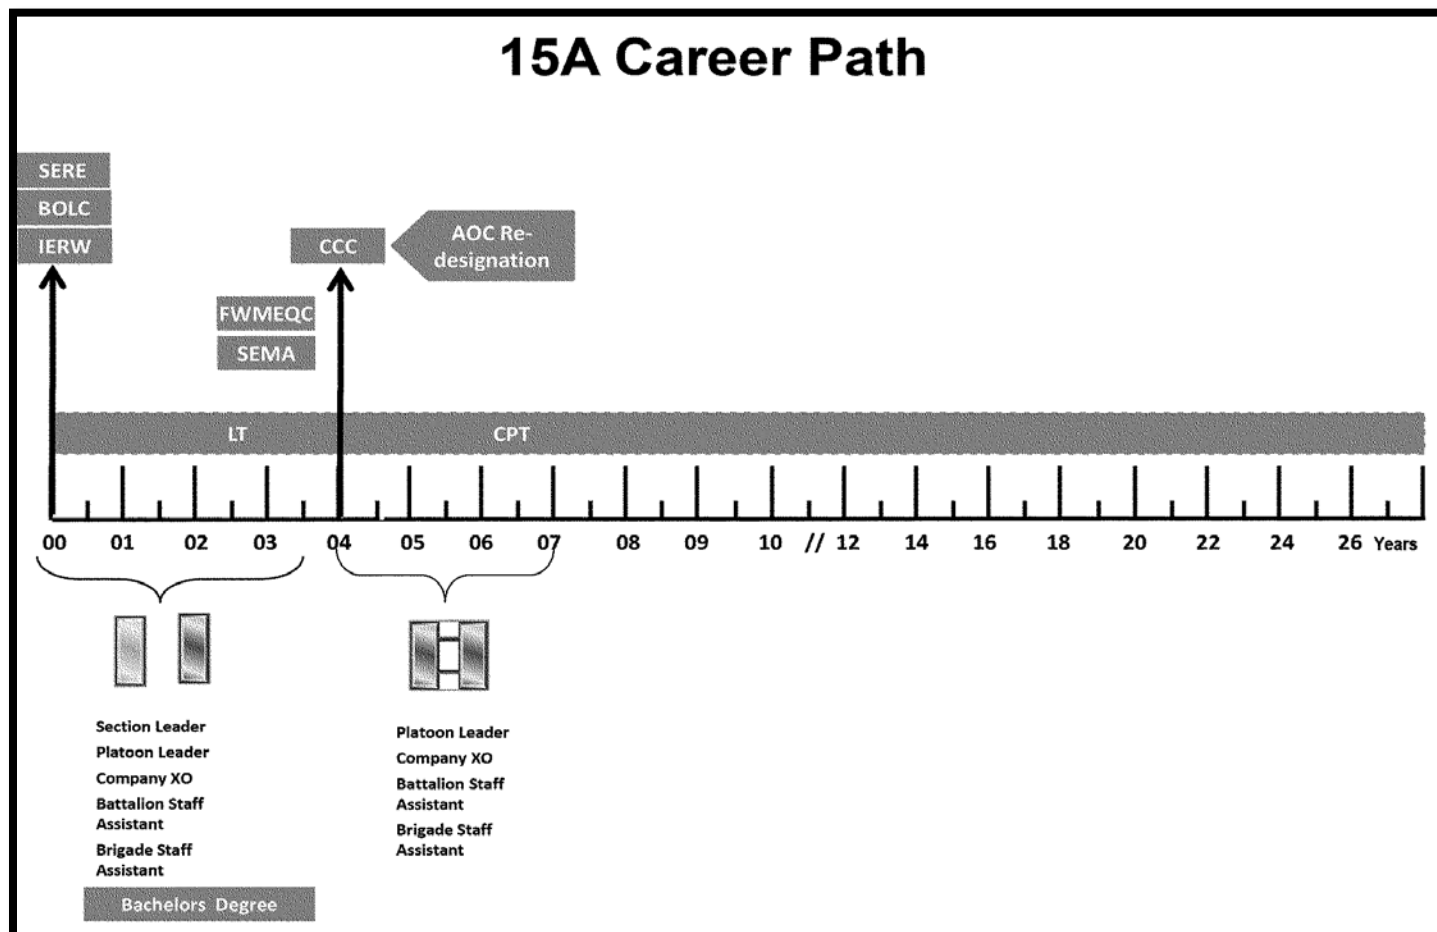 15A Career Path
SERE
BOLC
IERW
CCC
AOC Re-
designation
FWMEQC
SEMA
LT
CPT
00 01 02 03 04 05 06 07 08 09 10 // 12 14 16 18 20 22 24 26 Years
Section Leader
Platoon Leader
Company XO
Battalion Staff
Assistant
Brigade Staff
Assistant
Bachelors Degree
Platoon Leader
Company XO
Battalion Staff
Assistant
Brigade Staff
Assistant